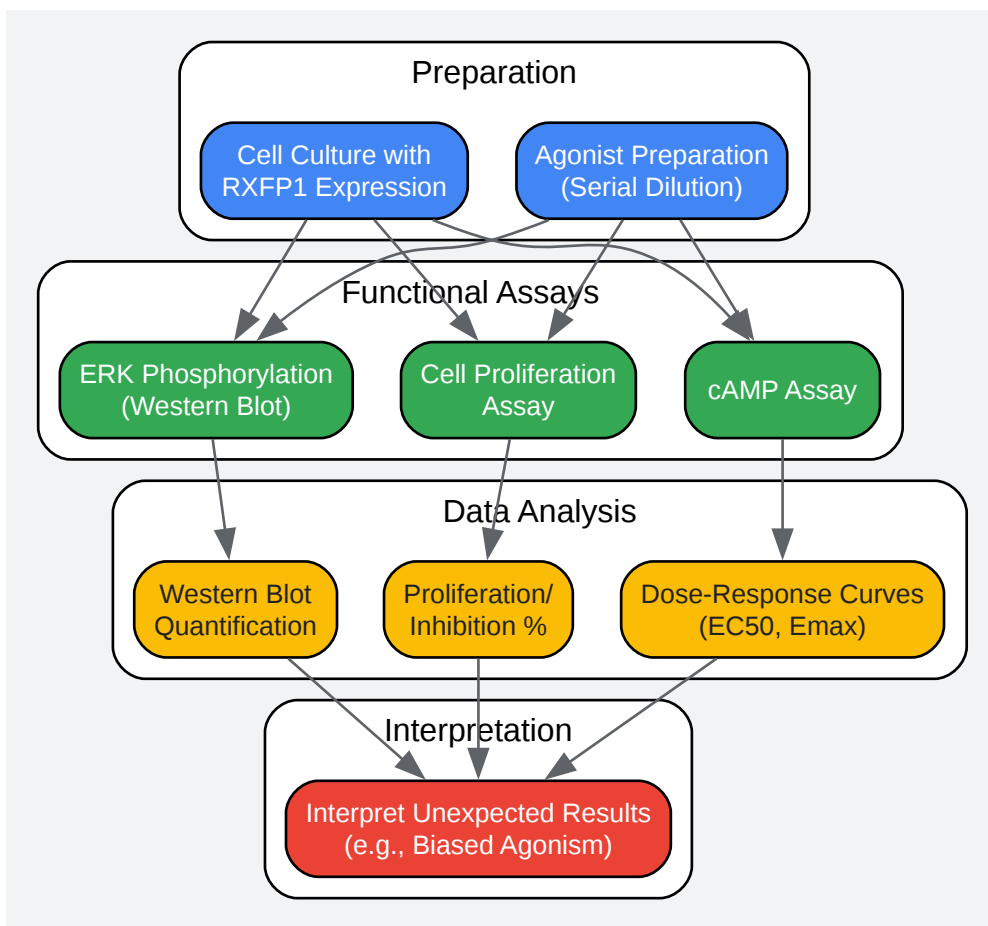 Preparation
Cell Culture with
RXFP1 Expression
Agonist Preparation
(Serial Dilution)
Functional Assays
ERK Phosphorylation
(Western Blot)
Cell Proliferation
Assay
cAMP Assay
Data Analysis
Western Blot
Quantification
Proliferation/
Inhibition %
Dose-Response Curves
(EC50, Emax)
Interpretation
Interpret Unexpected Results
(e.g., Biased Agonism)